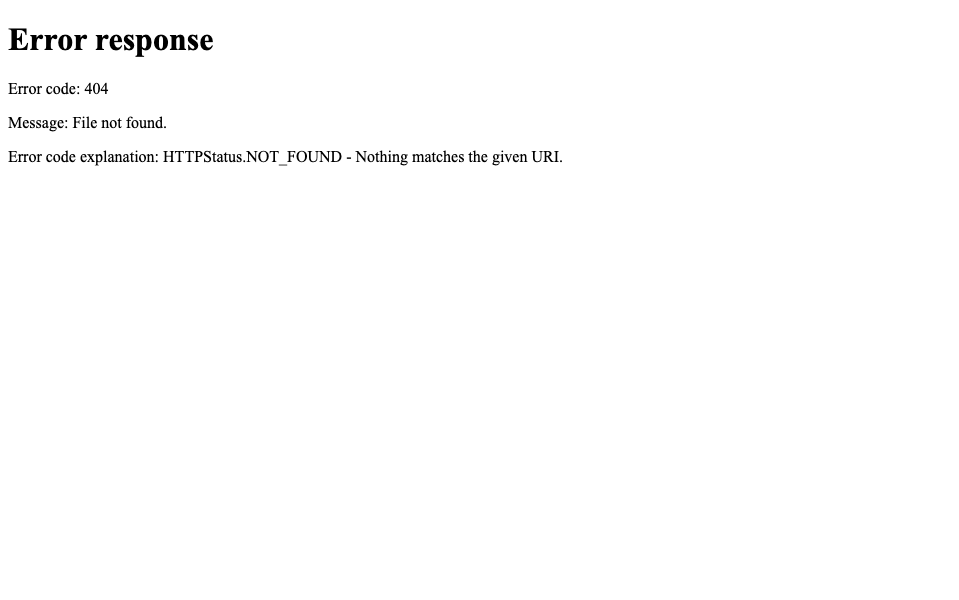 Error response
Error code: 404
Message: File not found.
Error code explanation: HTTPStatus.NOT_FOUND - Nothing matches the given URI.